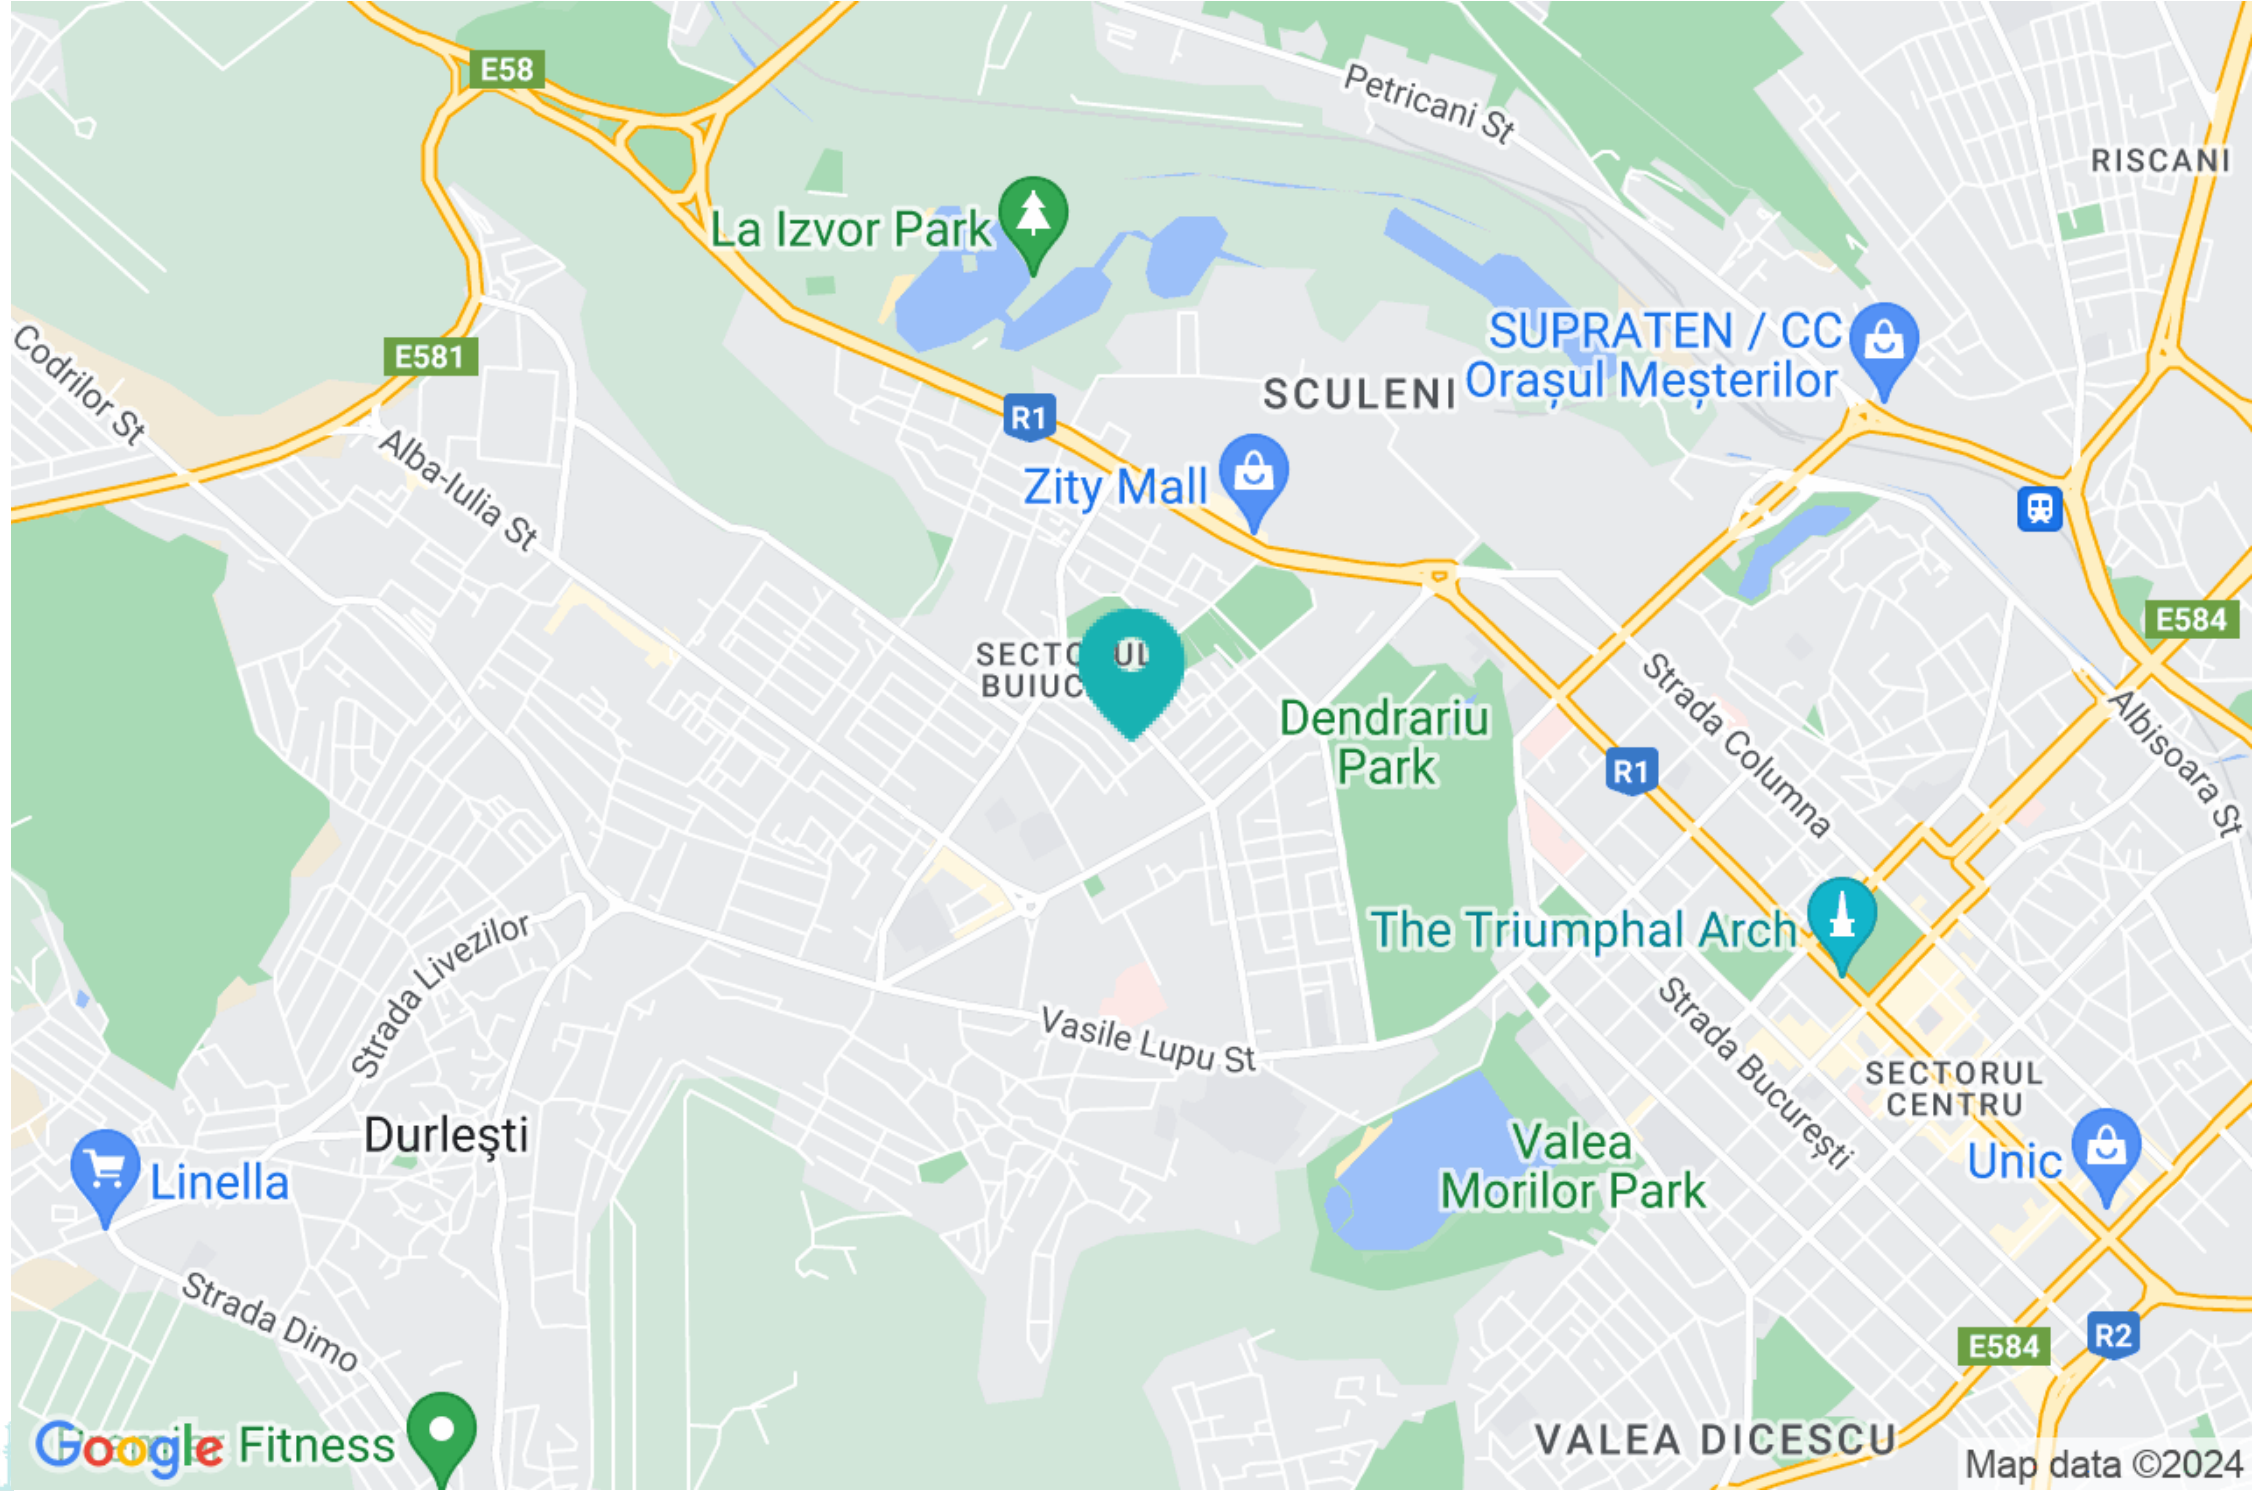 E58
Petricani St
RISCANI
La Izvor Park
Codrilor St
E581
SUPRATEN / CC
Orașul Meșterilor
SCULENI
R1
Alba-Iulia St
Zity Mall
E584
SECTORUL
BUIUC
Strada Columna
Dendrariu
Park
Albisoara St
R1
The Triumphal Arch
Strada Livezilor
Vasile Lupu St
Strada București
SECTORUL
CENTRU
Durleşti
Valea
Morilor Park
Unic
Linella
Strada Dimo
E584
R2
Google
Fitness
VALEA DICESCU
Map data ©2024